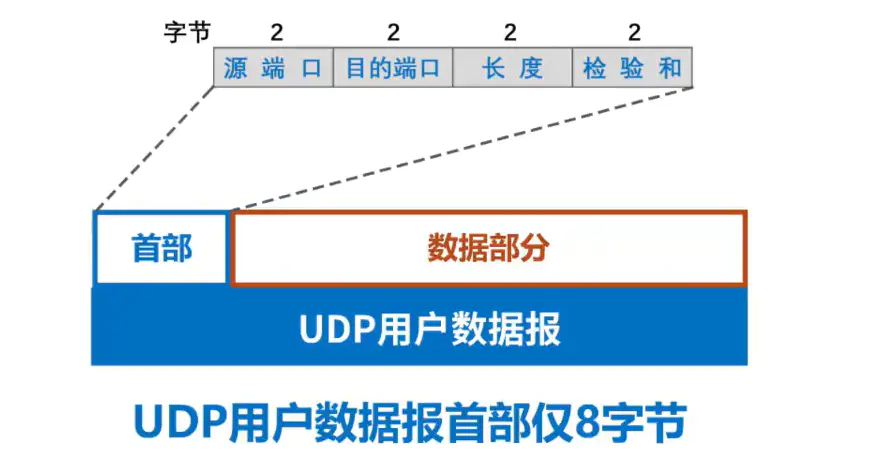 字节 2 2 2 2
源端口 目的端口 长度 检验和
首部 数据部分
UDP用户数据报
UDP用户数据报首部仅8字节